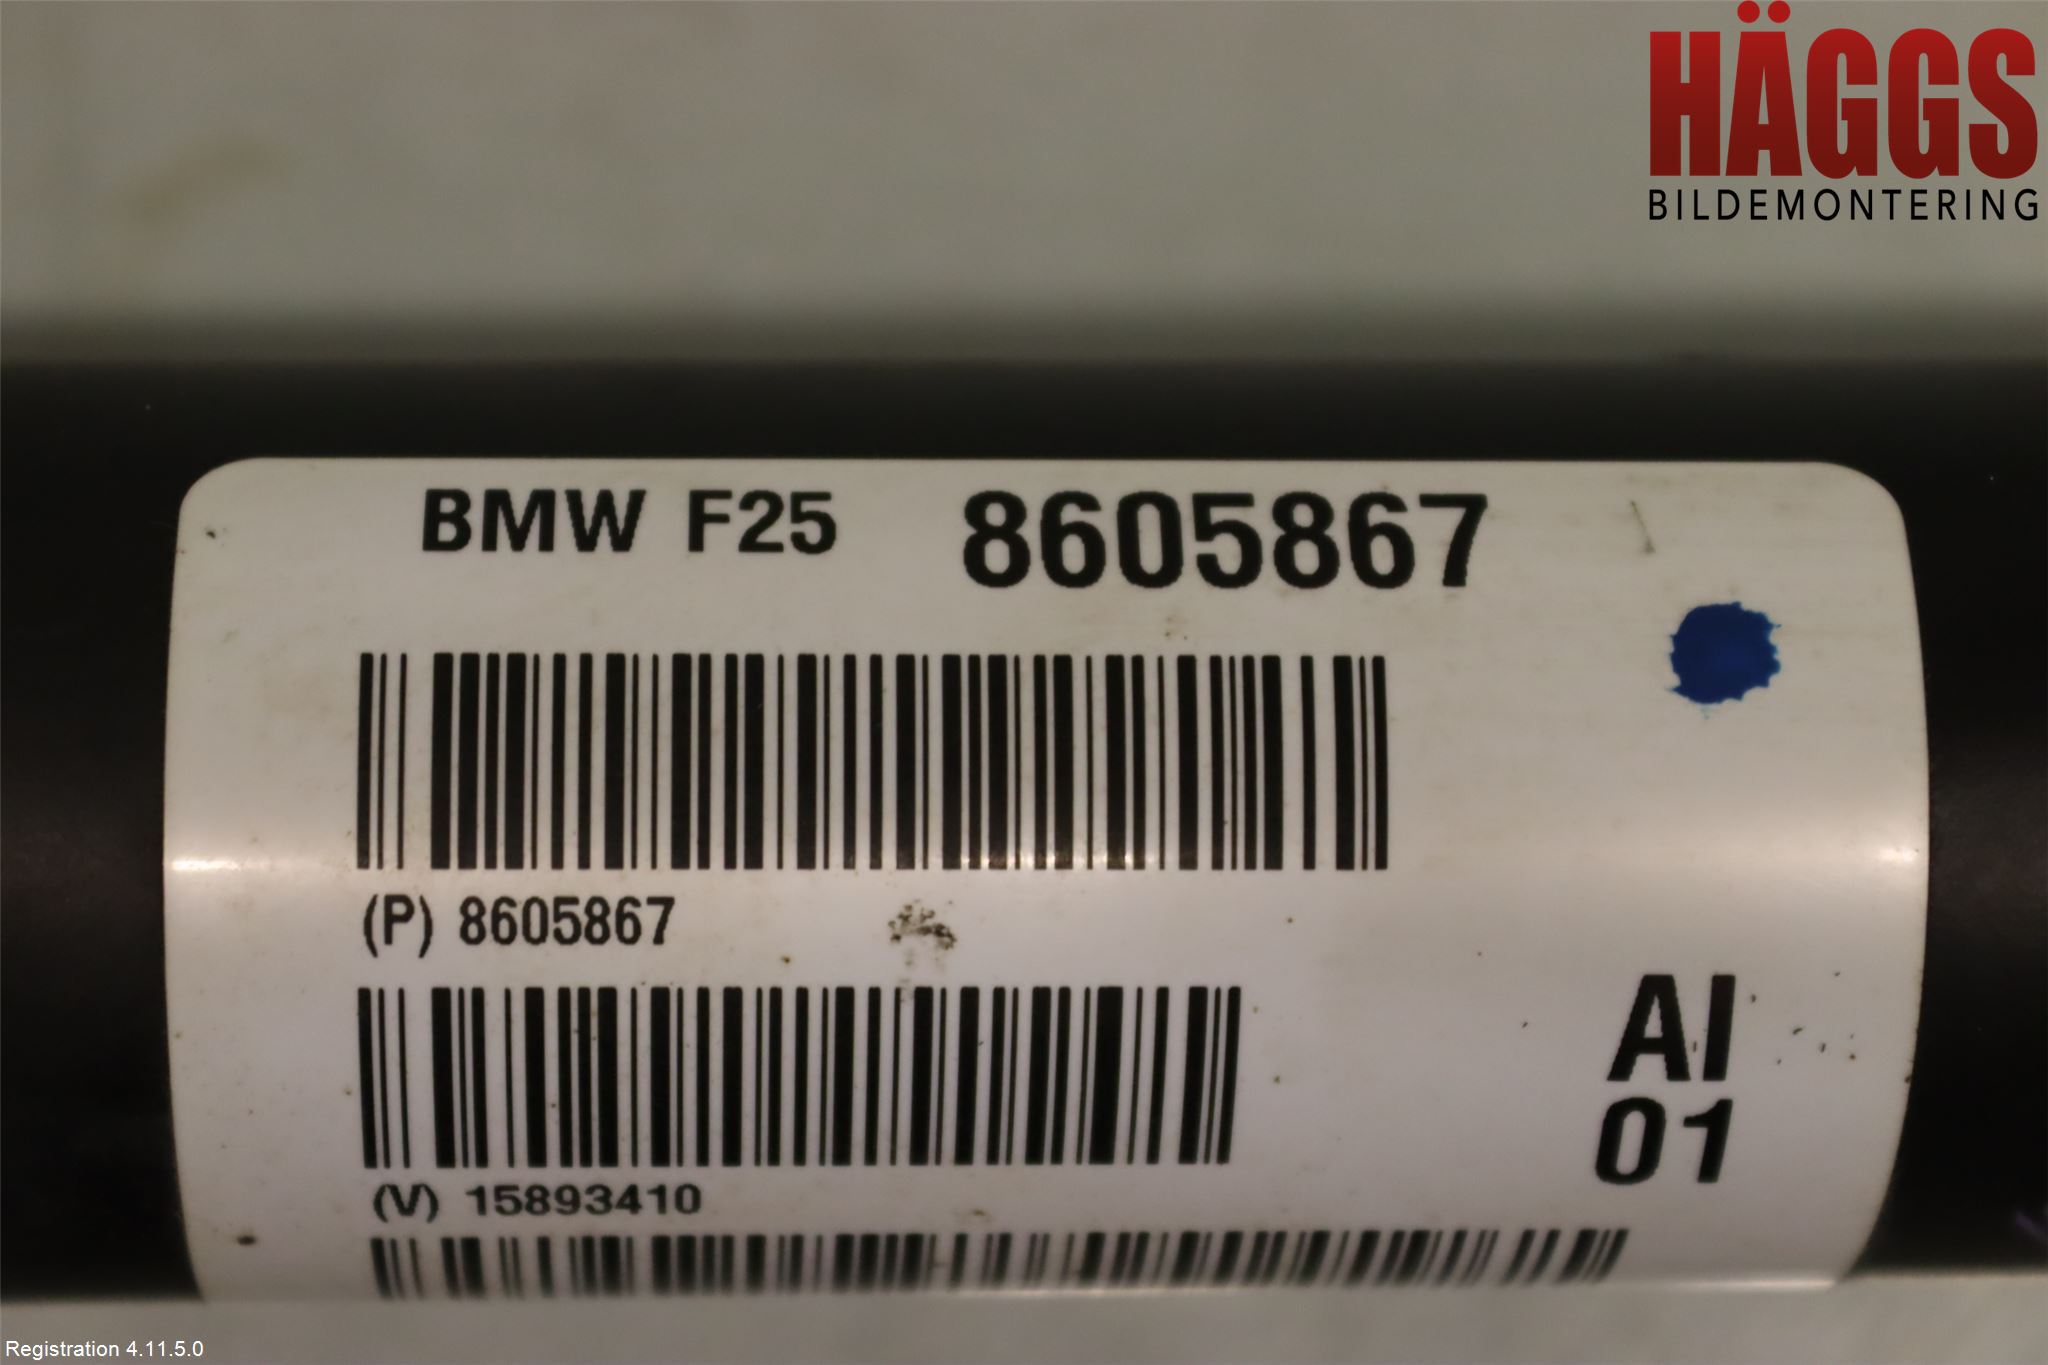 HÄGGS
BILDEMONTERING
BMW F25 8605867
(P) 8605867
AI
01
(V) 15893410
Registration 4.11.5.0